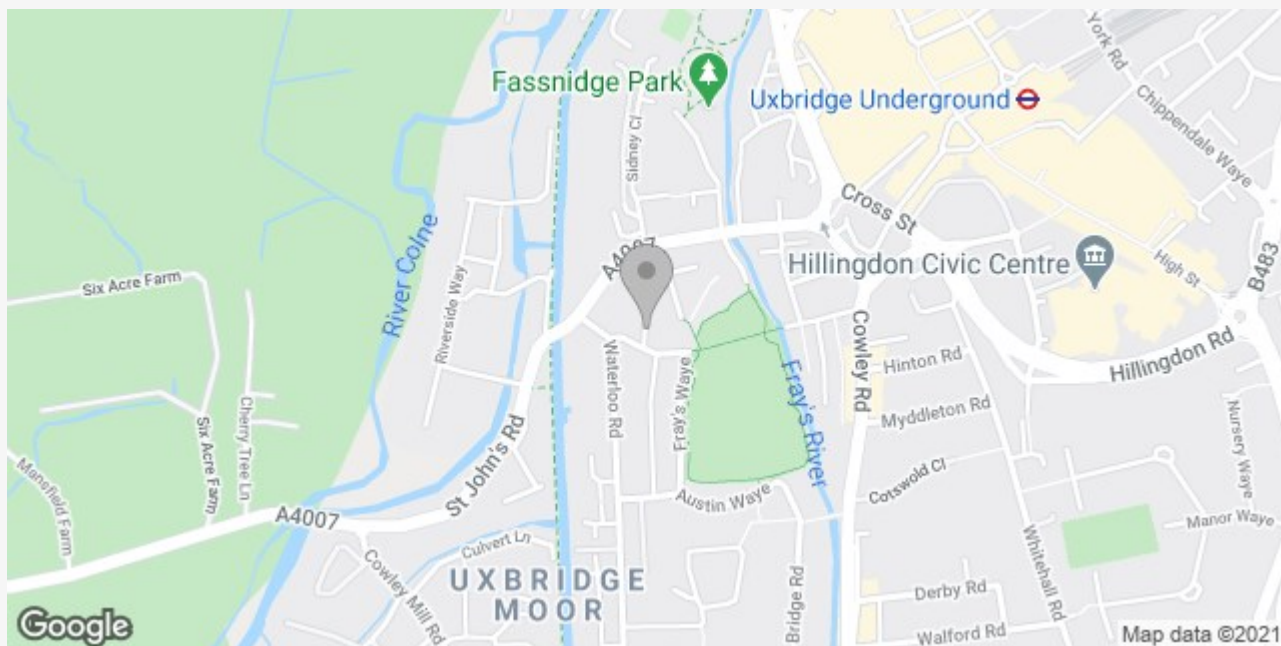 Fassnidge Park
Uxbridge Underground
York Rd
Chippendale Waye
Sidney Cl
A4007
Cross St
Hillingdon Civic Centre
High St
B483
River Colne
Riverside Way
Six Acre Farm
Cherry Tree Ln
Six Acre Farm
Mansfield Farm
Waterloo Rd
Fray's Waye
Fray's River
Cowley Rd
Hinton Rd
Hillingdon Rd
Myddleton Rd
Nursery Waye
St John's Rd
Austin Waye
Cotswold Cl
A4007
Culvert Ln
Whitehall Rd
Manor Waye
Cowley Mill Rd
UXBRIDGE
MOOR
Bridge Rd
Derby Rd
Walford Rd
Google
Map data ©2021